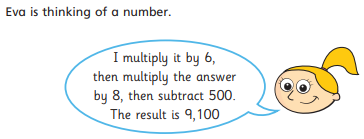 Eva is thinking of a number.
I multiply it by 6,
then multiply the answer
by 8, then subtract 500.
The result is 9,100